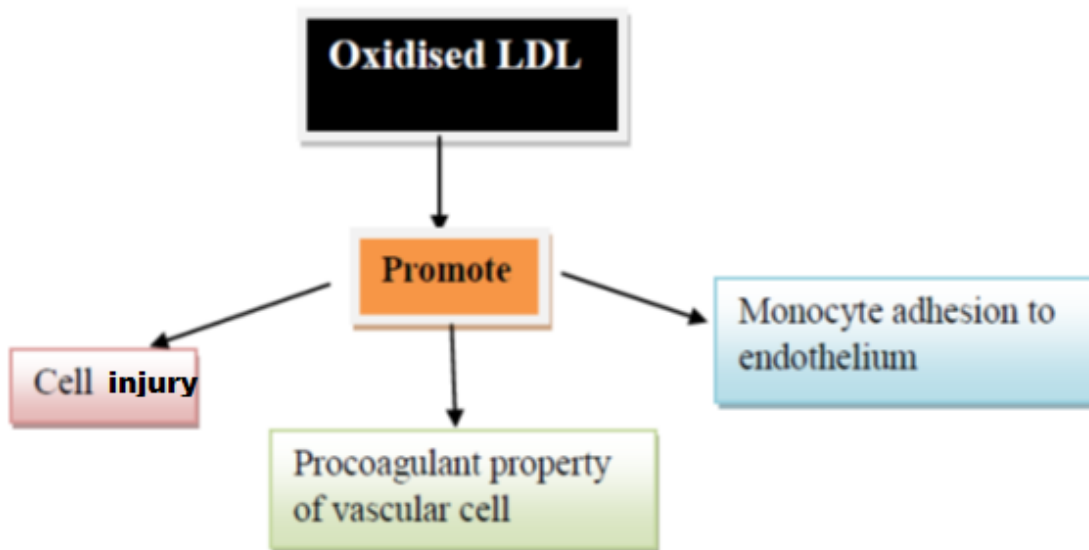 Oxidised LDL
Promote
Cell injury
Monocyte adhesion to
endothelium
Procoagulant property
of vascular cell